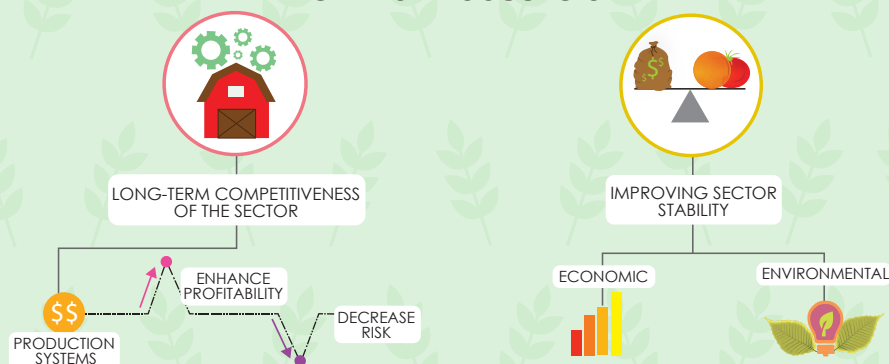 LONG-TERM COMPETITIVENESS
OF THE SECTOR
$$
PRODUCTION
SYSTEMS
ENHANCE
PROFITABILITY
DECREASE
RISK
$ $ $
IMPROVING SECTOR
STABILITY
ECONOMIC
ENVIRONMENTAL